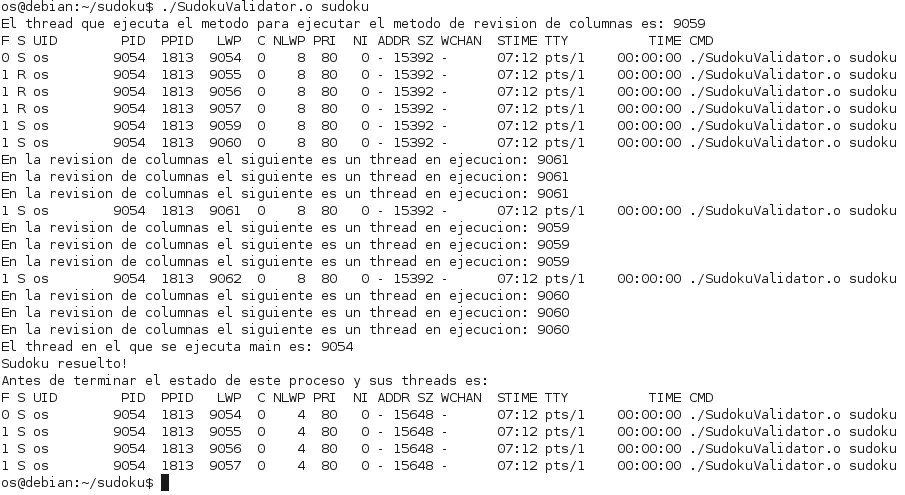 os@debian:~/sudoku$ ./SudokuValidator.o sudoku
El thread que ejecuta el metodo para ejecutar el metodo de revision de columnas es: 9059
F S UID        PID  PPID   LWP  C NLWP PRI  NI ADDR SZ WCHAN  STIME TTY          TIME CMD
0 S os        9054  1813  9054  0    8  80   0 - 15392 -      07:12 pts/1    00:00:00 ./SudokuValidator.o sudoku
1 R os        9054  1813  9055  0    8  80   0 - 15392 -      07:12 pts/1    00:00:00 ./SudokuValidator.o sudoku
1 R os        9054  1813  9056  0    8  80   0 - 15392 -      07:12 pts/1    00:00:00 ./SudokuValidator.o sudoku
1 R os        9054  1813  9057  0    8  80   0 - 15392 -      07:12 pts/1    00:00:00 ./SudokuValidator.o sudoku
1 S os        9054  1813  9059  0    8  80   0 - 15392 -      07:12 pts/1    00:00:00 ./SudokuValidator.o sudoku
1 S os        9054  1813  9060  0    8  80   0 - 15392 -      07:12 pts/1    00:00:00 ./SudokuValidator.o sudoku
En la revision de columnas el siguiente es un thread en ejecucion: 9061
En la revision de columnas el siguiente es un thread en ejecucion: 9061
En la revision de columnas el siguiente es un thread en ejecucion: 9061
1 S os        9054  1813  9061  0    8  80   0 - 15392 -      07:12 pts/1    00:00:00 ./SudokuValidator.o sudoku
En la revision de columnas el siguiente es un thread en ejecucion: 9059
En la revision de columnas el siguiente es un thread en ejecucion: 9059
En la revision de columnas el siguiente es un thread en ejecucion: 9059
1 S os        9054  1813  9062  0    8  80   0 - 15392 -      07:12 pts/1    00:00:00 ./SudokuValidator.o sudoku
En la revision de columnas el siguiente es un thread en ejecucion: 9060
En la revision de columnas el siguiente es un thread en ejecucion: 9060
En la revision de columnas el siguiente es un thread en ejecucion: 9060
El thread en el que se ejecuta main es: 9054
Sudoku resuelto!
Antes de terminar el estado de este proceso y sus threads es:
F S UID        PID  PPID   LWP  C NLWP PRI  NI ADDR SZ WCHAN  STIME TTY          TIME CMD
0 S os        9054  1813  9054  0    4  80   0 - 15648 -      07:12 pts/1    00:00:00 ./SudokuValidator.o sudoku
1 S os        9054  1813  9055  0    4  80   0 - 15648 -      07:12 pts/1    00:00:00 ./SudokuValidator.o sudoku
1 S os        9054  1813  9056  0    4  80   0 - 15648 -      07:12 pts/1    00:00:00 ./SudokuValidator.o sudoku
1 S os        9054  1813  9057  0    4  80   0 - 15648 -      07:12 pts/1    00:00:00 ./SudokuValidator.o sudoku
os@debian:~/sudoku$